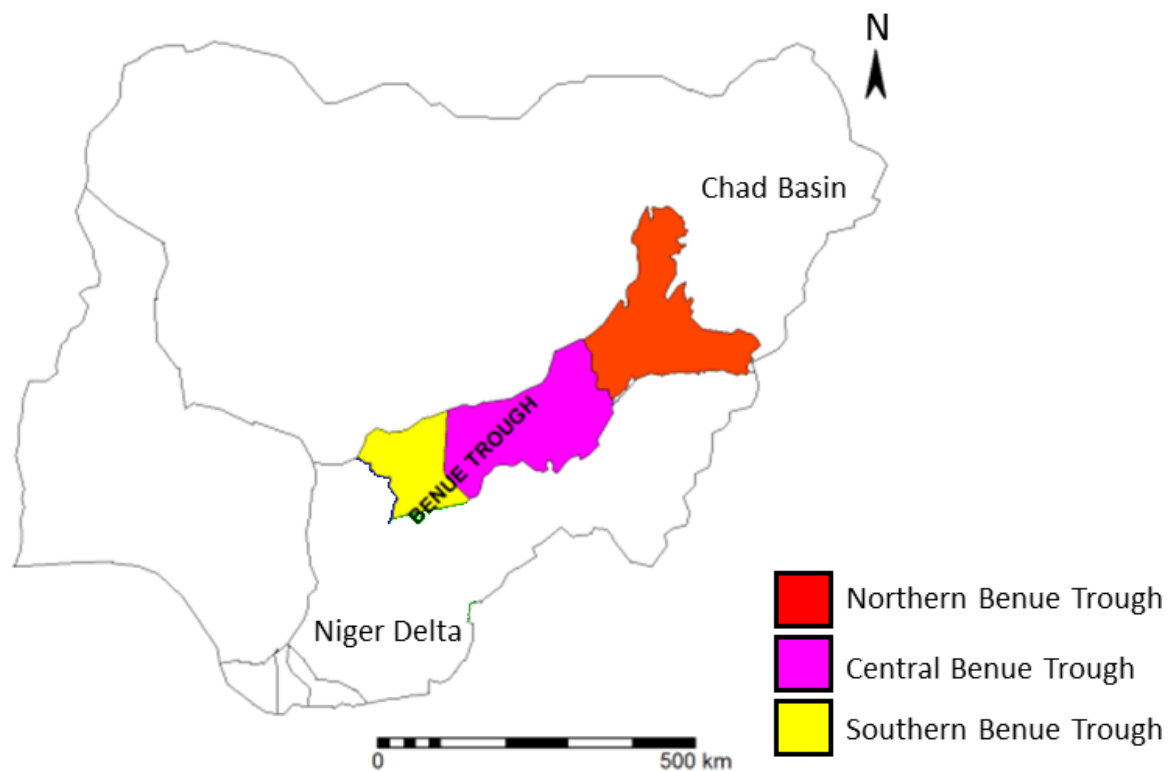 N
Chad Basin
BENUE TROUGH
Niger Delta
Northern Benue Trough
Central Benue Trough
Southern Benue Trough
0 500 km